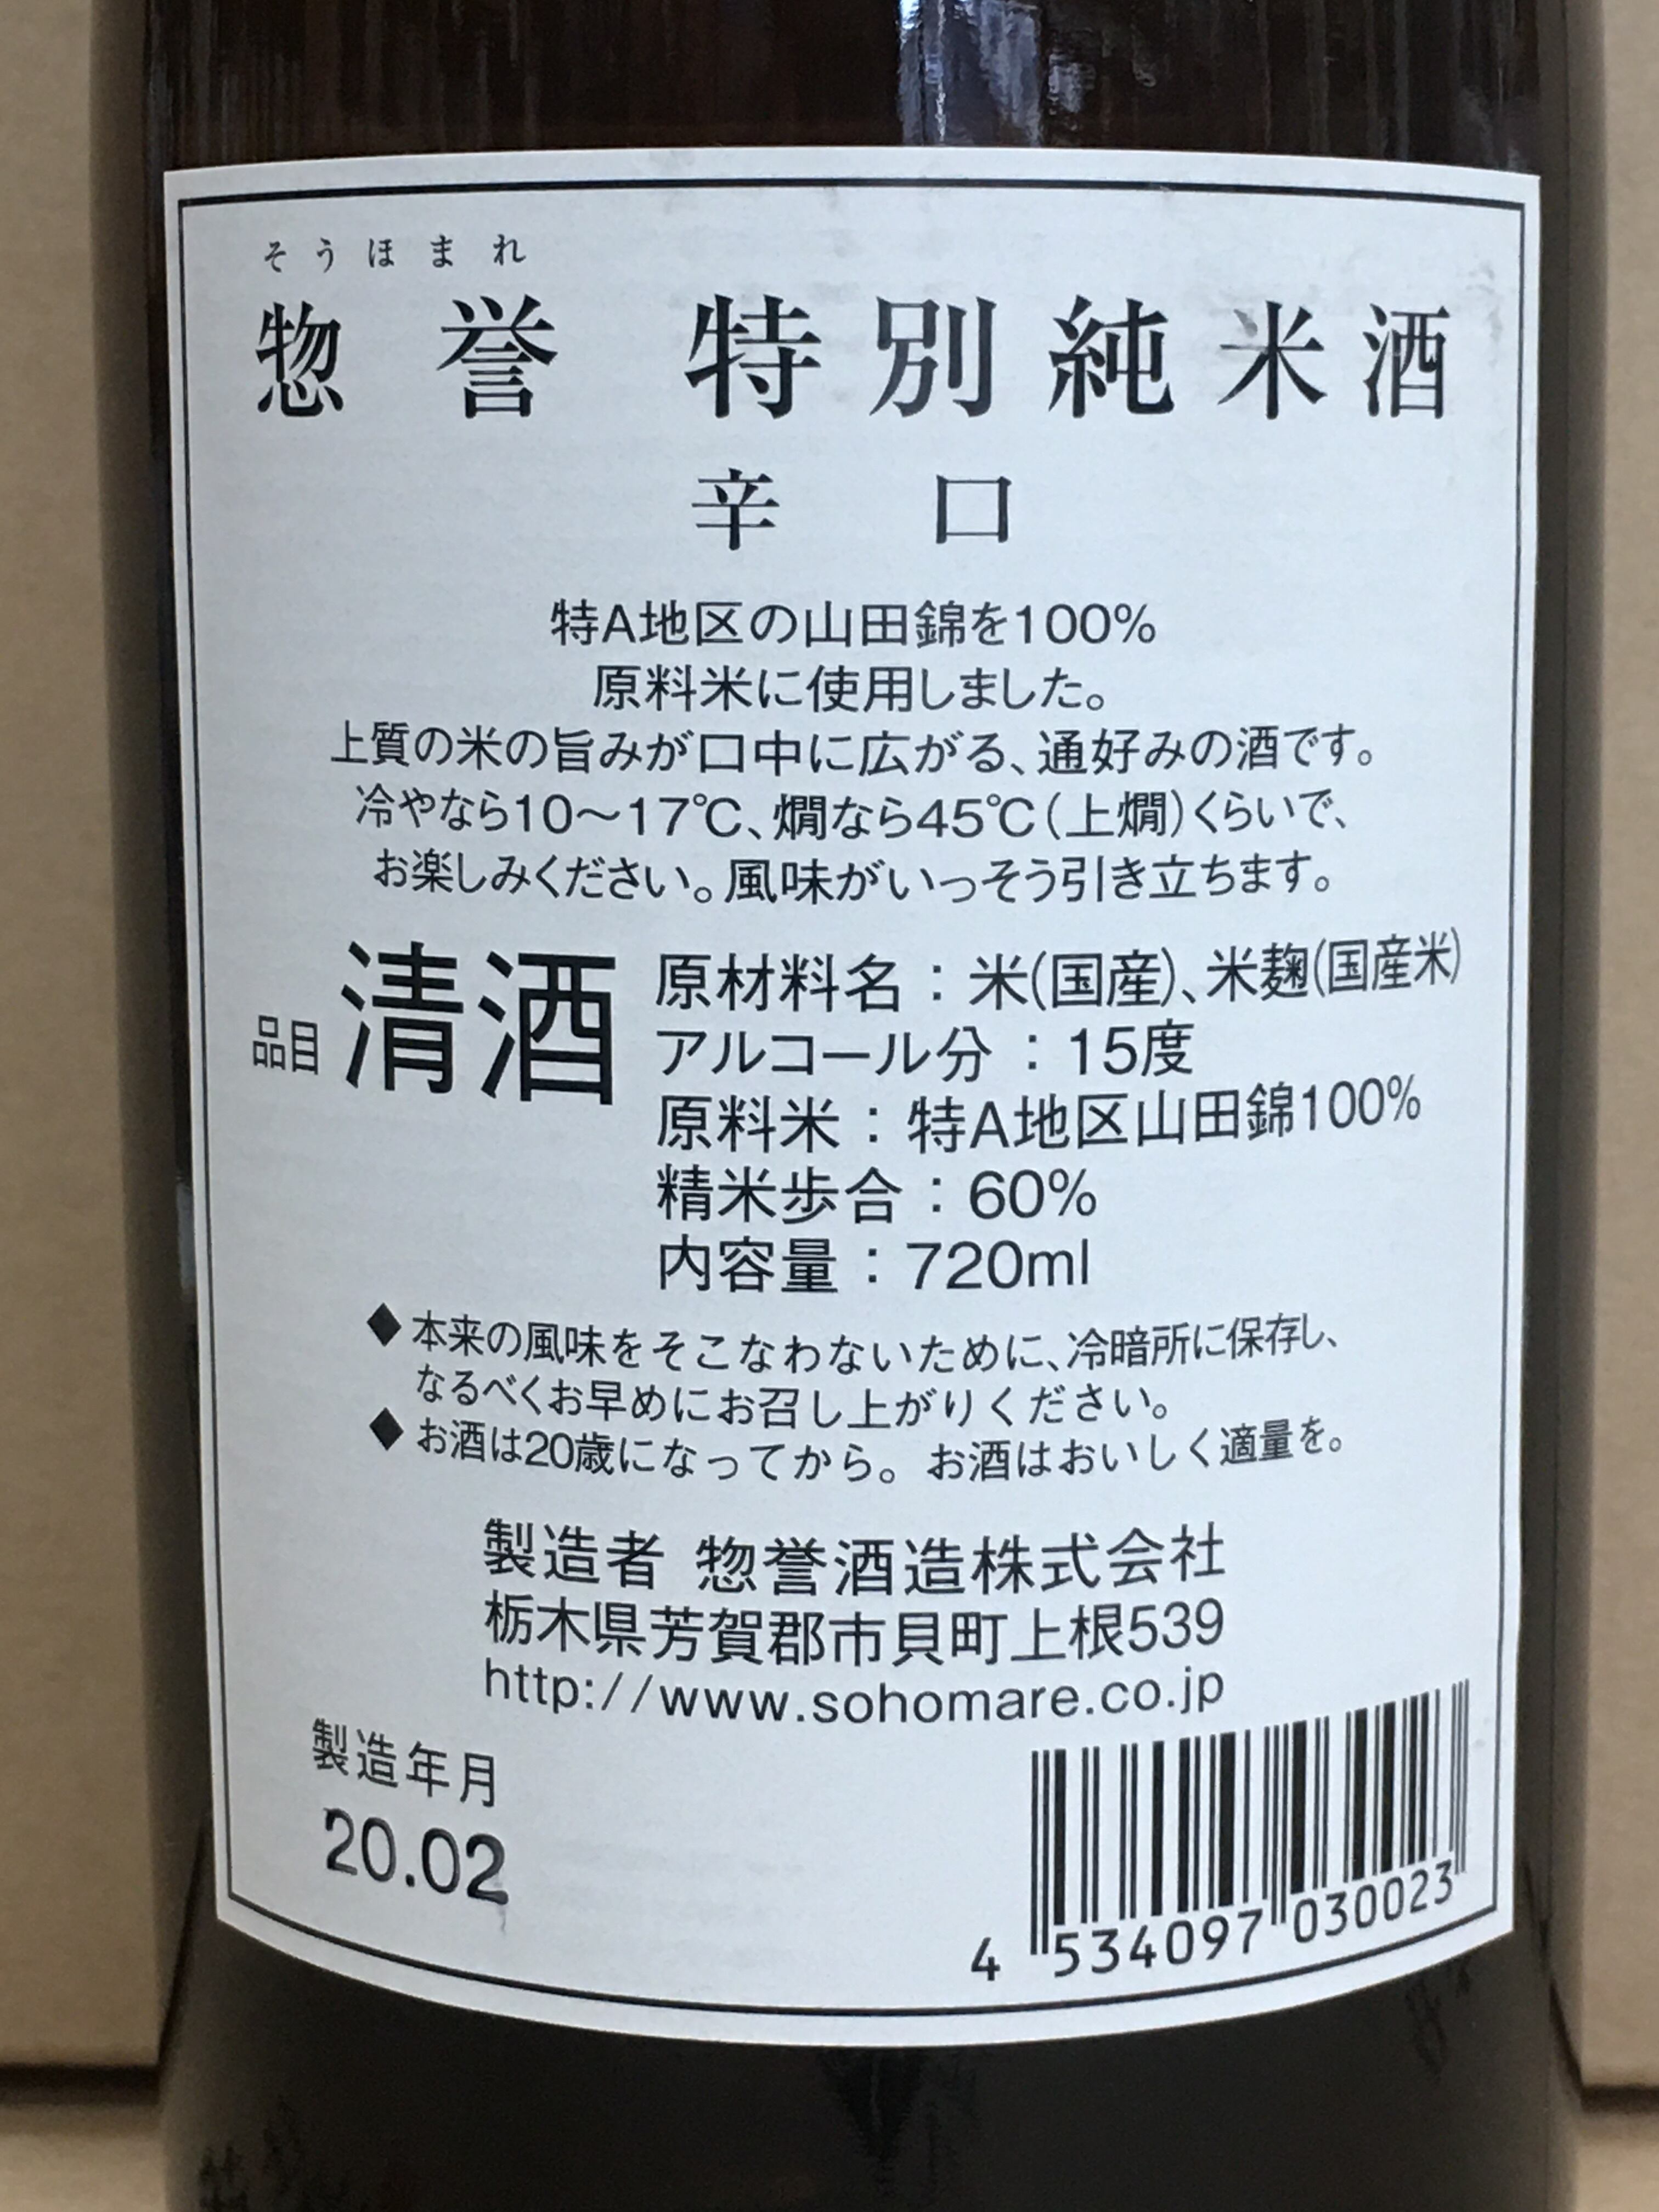 そうほまれ
惣誉 特別純米酒
辛口
特A地区の山田錦を100%
原料米に使用しました。
上質の米の旨みが口中に広がる、通好みの酒です。
冷やなら10〜17℃、燗なら45℃(上燗)くらいで、
お楽しみください。風味がいっそう引き立ちます。
品目 清酒
原材料名：米(国産)、米麹(国産米)
アルコール分：15度
原料米：特A地区山田錦100%
精米歩合：60%
内容量：720ml
◆本来の風味をそこなわないために、冷暗所に保存し、
なるべくお早めにお召し上がりください。
◆お酒は20歳になってから。お酒はおいしく適量を。
製造者 惣誉酒造株式会社
栃木県芳賀郡市貝町上根539
http://www.sohomare.co.jp
製造年月
20.02
4 534097 030023